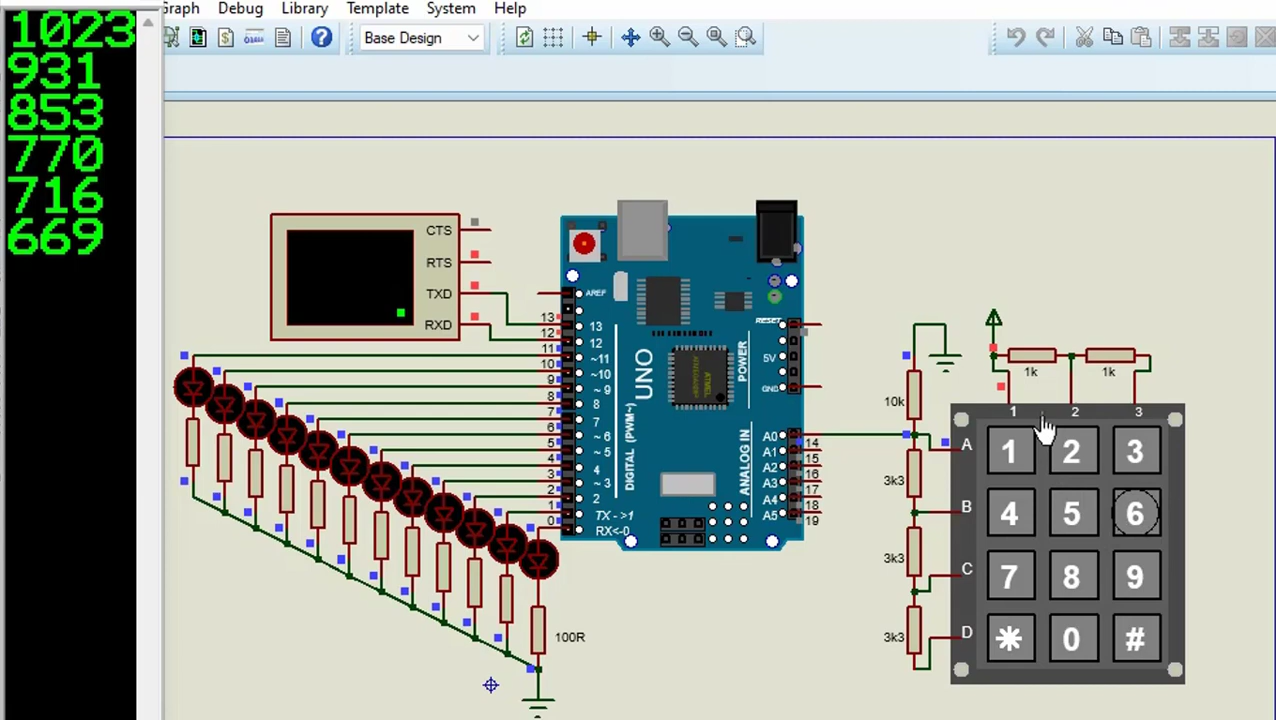 Graph Debug Library Template System Help
Base Design
1023
931
853
770
716
669
CTS
RTS
TXD
RXD
AREF
13
12
11
10
9
8
7
6
5
4
3
2
1
0
13
12
~11
~10
~ 9
8
7
~ 6
~ 5
4
~ 3
2
TX ->1
RX<-0
DIGITAL (PWM~)
UNO
ATMEL
RESET
5V
GND
POWER
ANALOG IN
A0
A1
A2
A3
A4
A5
14
15
16
17
18
19
100R
10k
3k3
3k3
3k3
1k
1k
1 2 3
A 1 2 3
B 4 5 6
C 7 8 9
D * 0 #